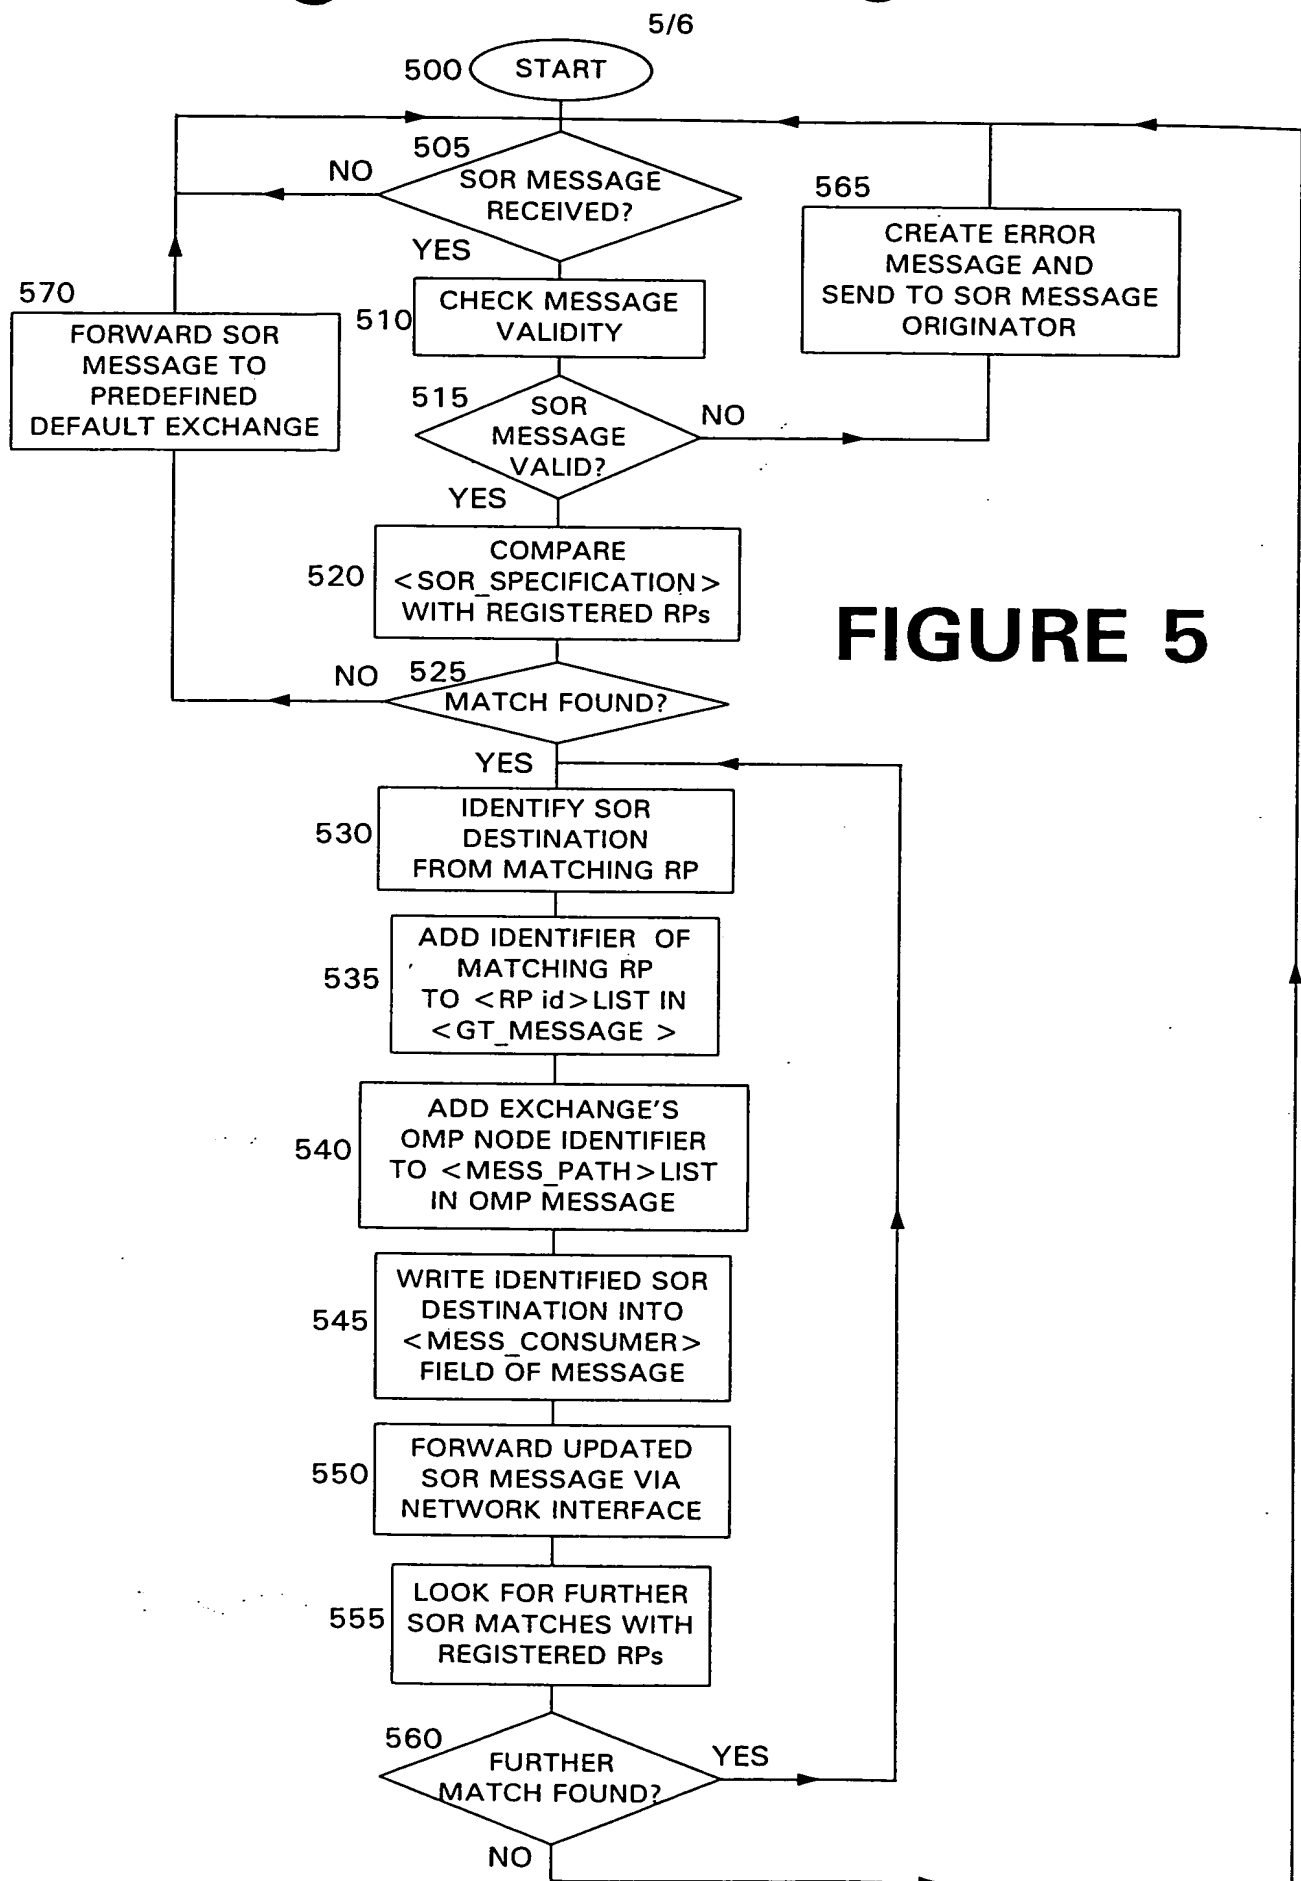 5/6
500
START
505
NO
SOR MESSAGE
RECEIVED?
YES
565
CREATE ERROR
MESSAGE AND
SEND TO SOR MESSAGE
ORIGINATOR
570
FORWARD SOR
MESSAGE TO
PREDEFINED
DEFAULT EXCHANGE
510
CHECK MESSAGE
VALIDITY
515
SOR
MESSAGE
VALID?
NO
YES
520
COMPARE
<SOR_SPECIFICATION>
WITH REGISTERED RPs
FIGURE 5
NO
525
MATCH FOUND?
YES
530
IDENTIFY SOR
DESTINATION
FROM MATCHING RP
535
ADD IDENTIFIER OF
MATCHING RP
TO <RP id> LIST IN
<GT_MESSAGE >
540
ADD EXCHANGE'S
OMP NODE IDENTIFIER
TO <MESS_PATH> LIST
IN OMP MESSAGE
545
WRITE IDENTIFIED SOR
DESTINATION INTO
<MESS_CONSUMER>
FIELD OF MESSAGE
550
FORWARD UPDATED
SOR MESSAGE VIA
NETWORK INTERFACE
555
LOOK FOR FURTHER
SOR MATCHES WITH
REGISTERED RPs
560
FURTHER
MATCH FOUND?
YES
NO